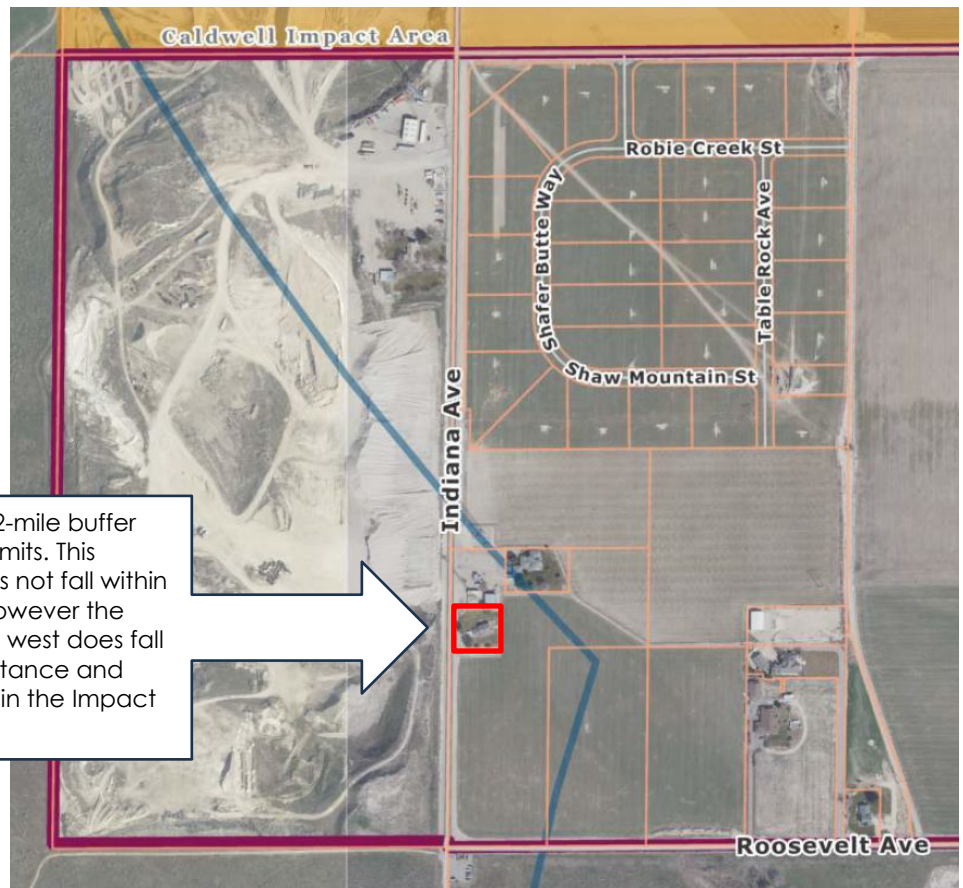 Caldwell Impact Area
Robie Creek St
Shafer Butte Way
Table Rock Ave
Shaw Mountain St
Indiana Ave
2-mile buffer
mits. This
s not fall within
owever the
west does fall
tance and
in the Impact
Roosevelt Ave